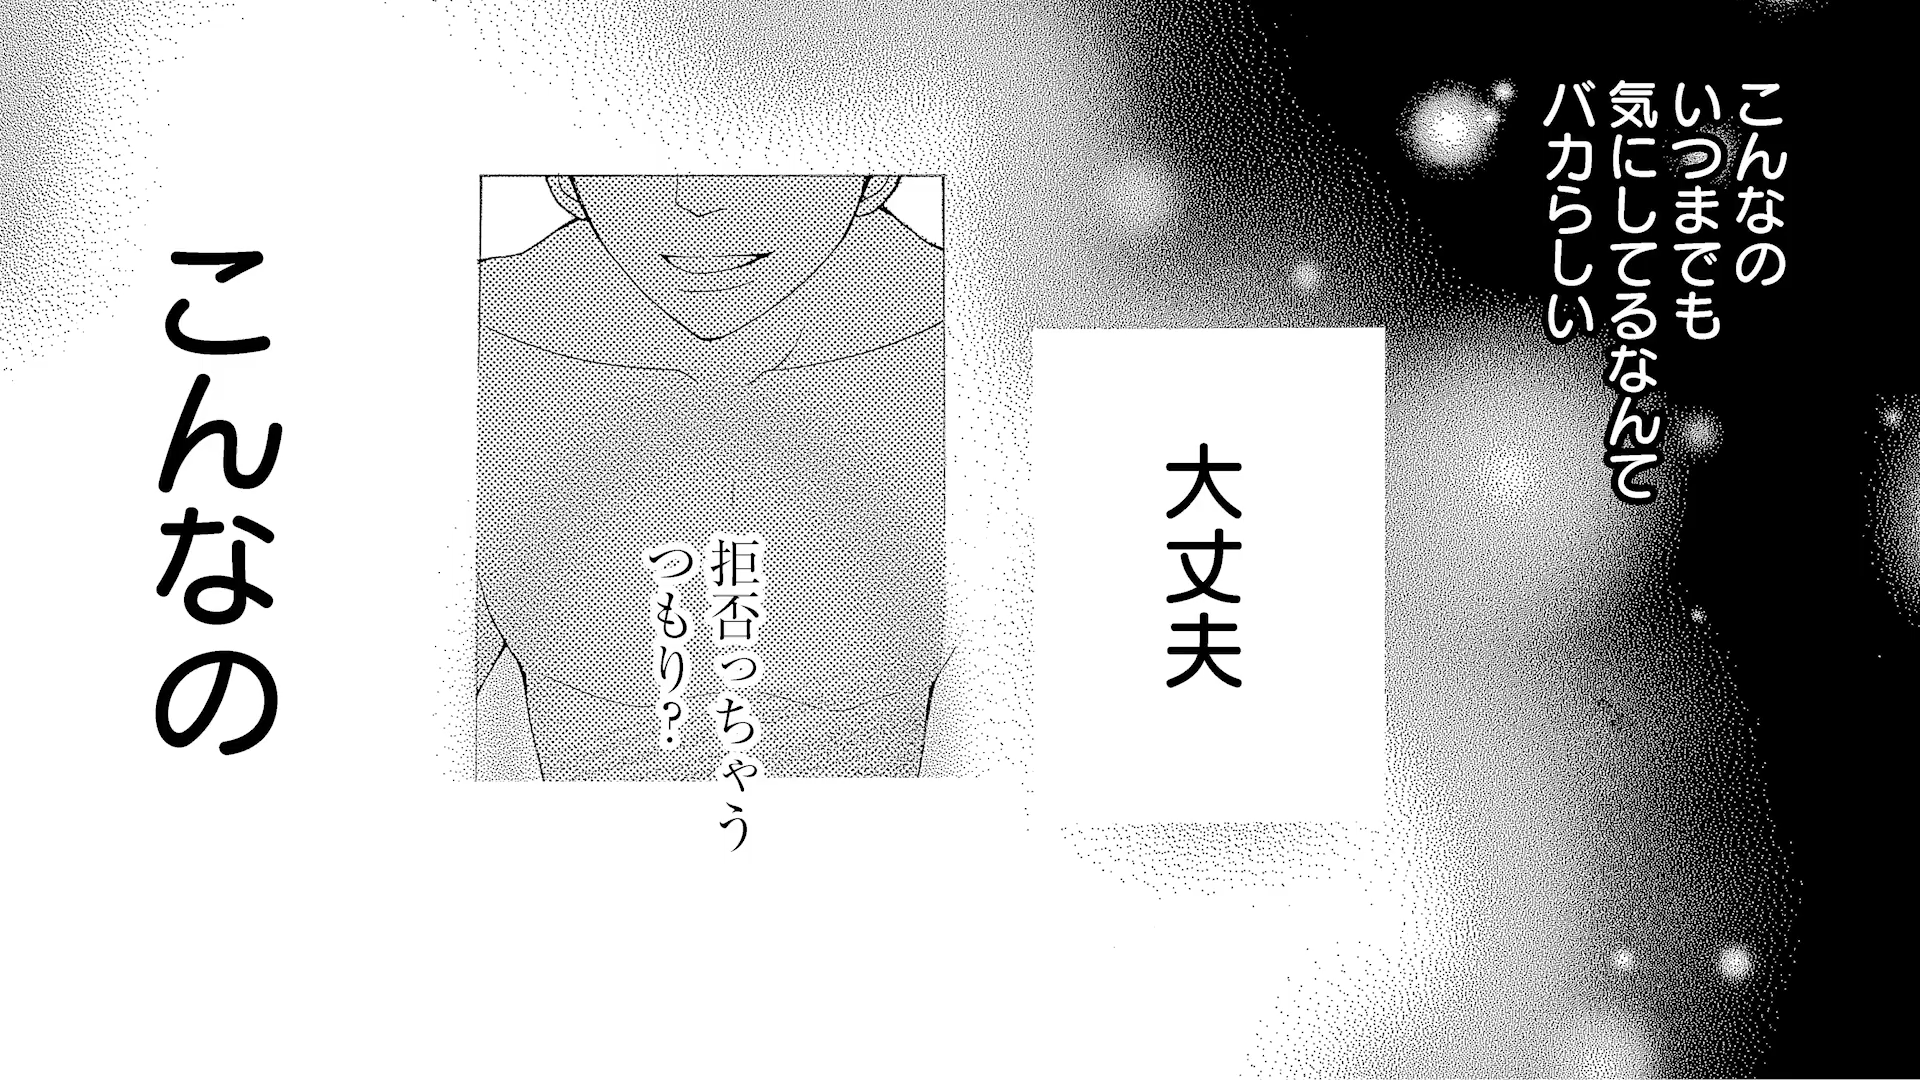 こんなの
いつまでも
気にしてるなんて
バカらしい
大丈夫
拒否っちゃう
つもり?
こんなの